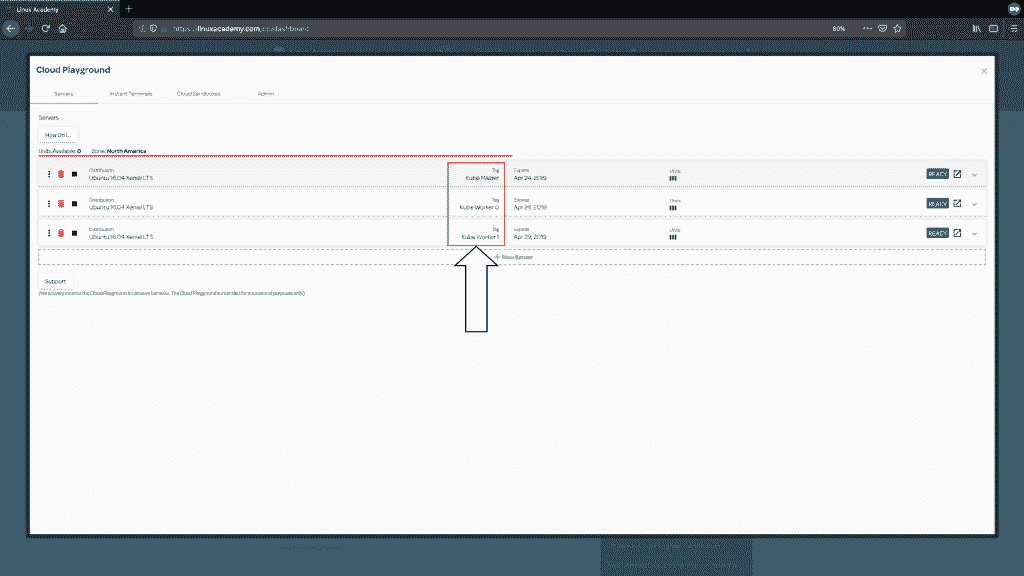 Linux Academy
https://linuxacademy.com/cp/dashboard
80%
Cloud Playground
Servers Instant Terminals Cloud Sandboxes Admin
Servers
How Do I...
Units Available: 0 Zone: North America
Distribution Tag Expires Units
Ubuntu 16.04 Xenial LTS Kube Master Apr 24, 2019 READY
Distribution Tag Expires Units
Ubuntu 16.04 Xenial LTS Kube Worker 0 Apr 24, 2019 READY
Distribution Tag Expires Units
Ubuntu 16.04 Xenial LTS Kube Worker 1 Apr 29, 2019 READY
+ New Server
Support
(We actively monitor the Cloud Playground for abusive behavior. The Cloud Playground is intended for educational purposes only.)